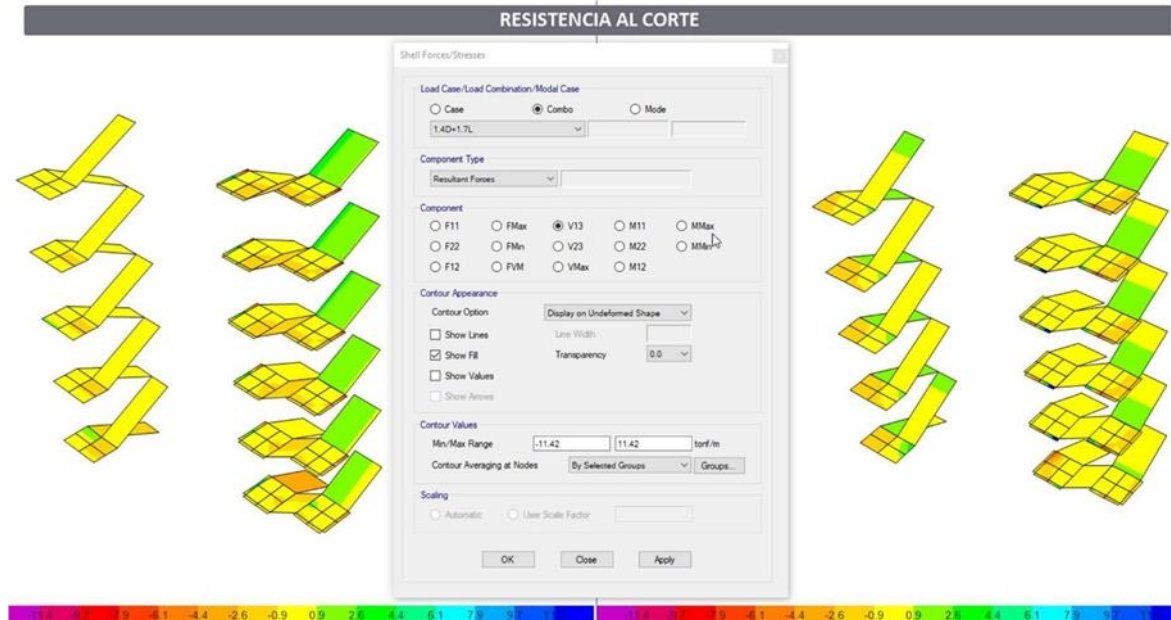 RESISTENCIA AL CORTE
Shell Forces/Stresses
Load Case/Load Combination/Modal Case
Case Combo Mode
1.4D+1.7L
Component Type
Resultant Forces
Component
F11 FMax V13 M11 MMax
F22 FMin V23 M22 MMin
F12 FVM VMax M12
Contour Appearance
Contour Option Display on Undeformed Shape
Show Lines Line Width
Show Fill Transparency 0.0
Show Values
Show Arrows
Contour Values
Min/Max Range -11.42 11.42 tonf/m
Contour Averaging at Nodes By Selected Groups Groups...
Scaling
Automatic User Scale Factor
OK Close Apply
-6.1 -4.4 -2.6 -0.9 0.9 2.6 4.4 6.1 7.9 -6.1 -4.4 -2.6 -0.9 0.9 2.6 4.4 6.1 7.9